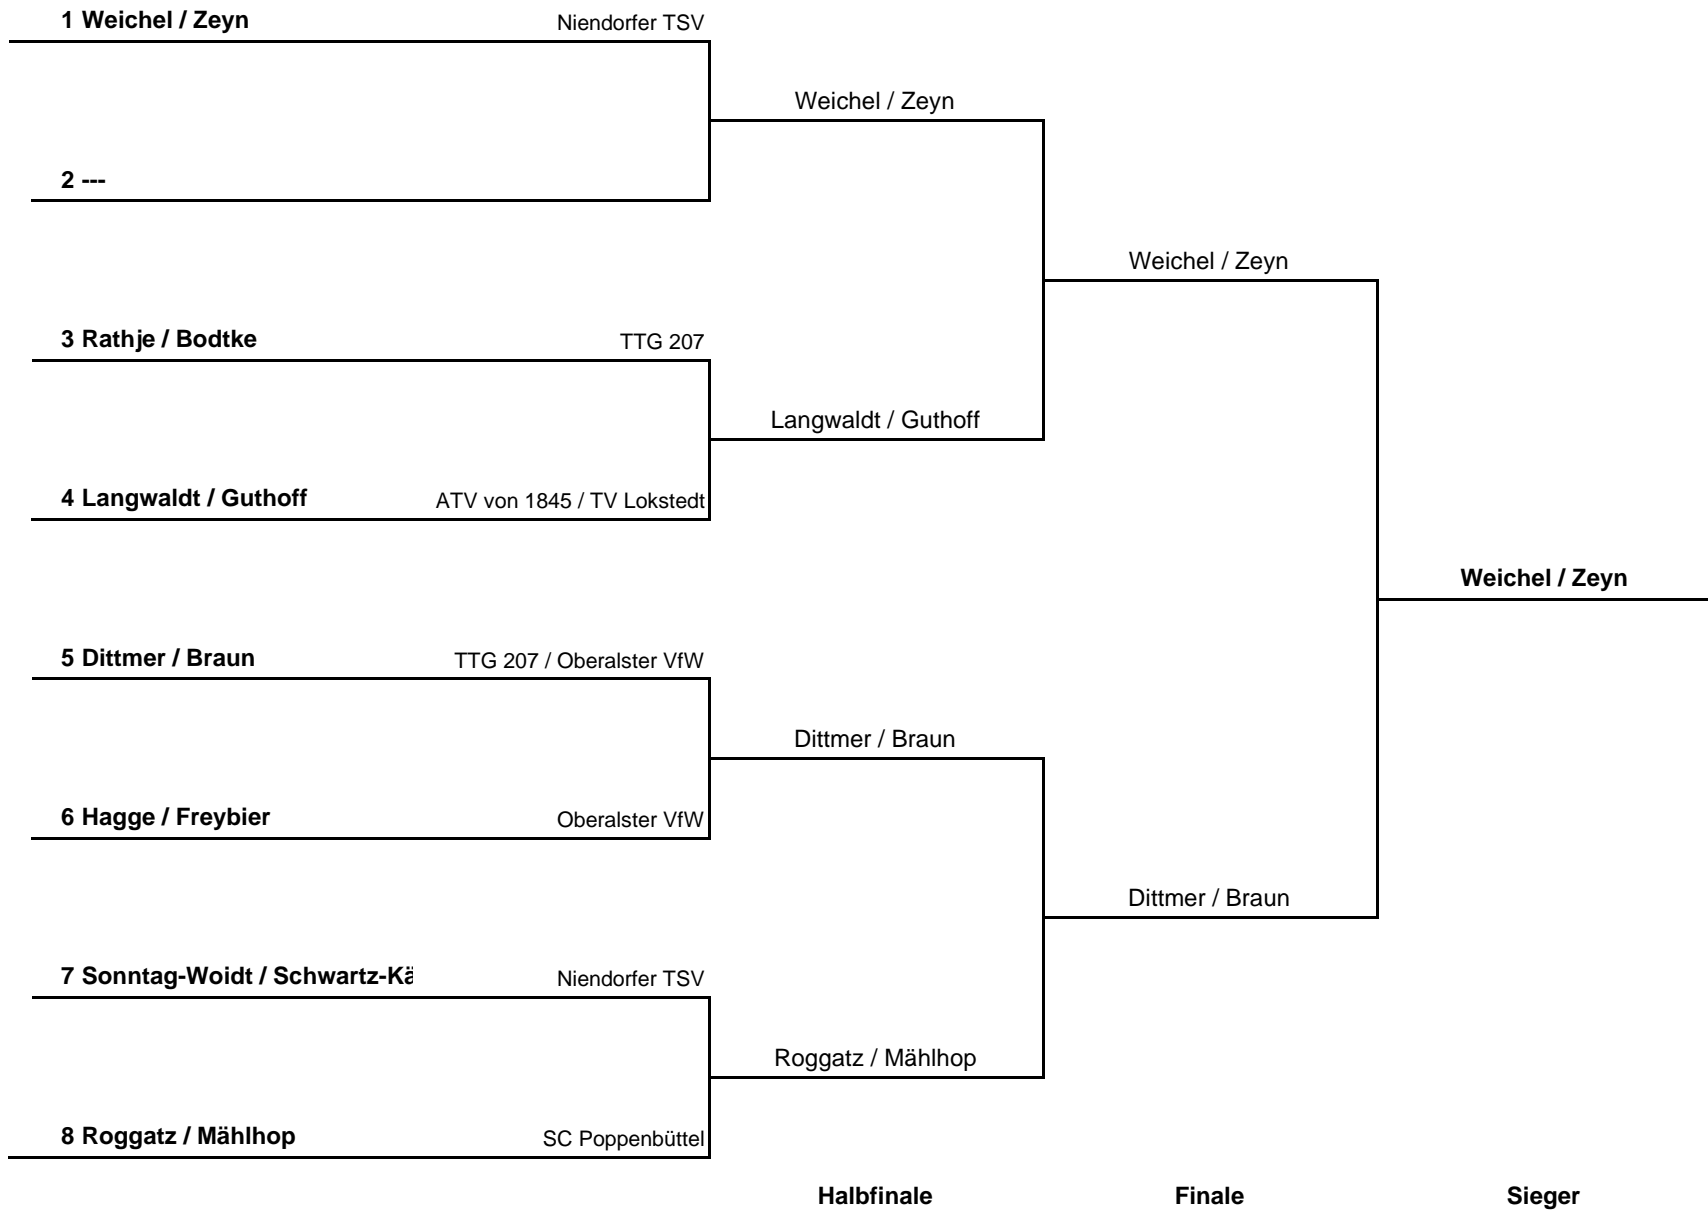 1 Weichel / Zeyn Niendorfer TSV
Weichel / Zeyn
2 ---
Weichel / Zeyn
3 Rathje / Bodtke TTG 207
Langwaldt / Guthoff
4 Langwaldt / Guthoff ATV von 1845 / TV Lokstedt
Weichel / Zeyn
5 Dittmer / Braun TTG 207 / Oberalster VfW
Dittmer / Braun
6 Hagge / Freybier Oberalster VfW
Dittmer / Braun
7 Sonntag-Woidt / Schwartz-Kä Niendorfer TSV
Roggatz / Mählhop
8 Roggatz / Mählhop SC Poppenbüttel
Halbfinale Finale Sieger